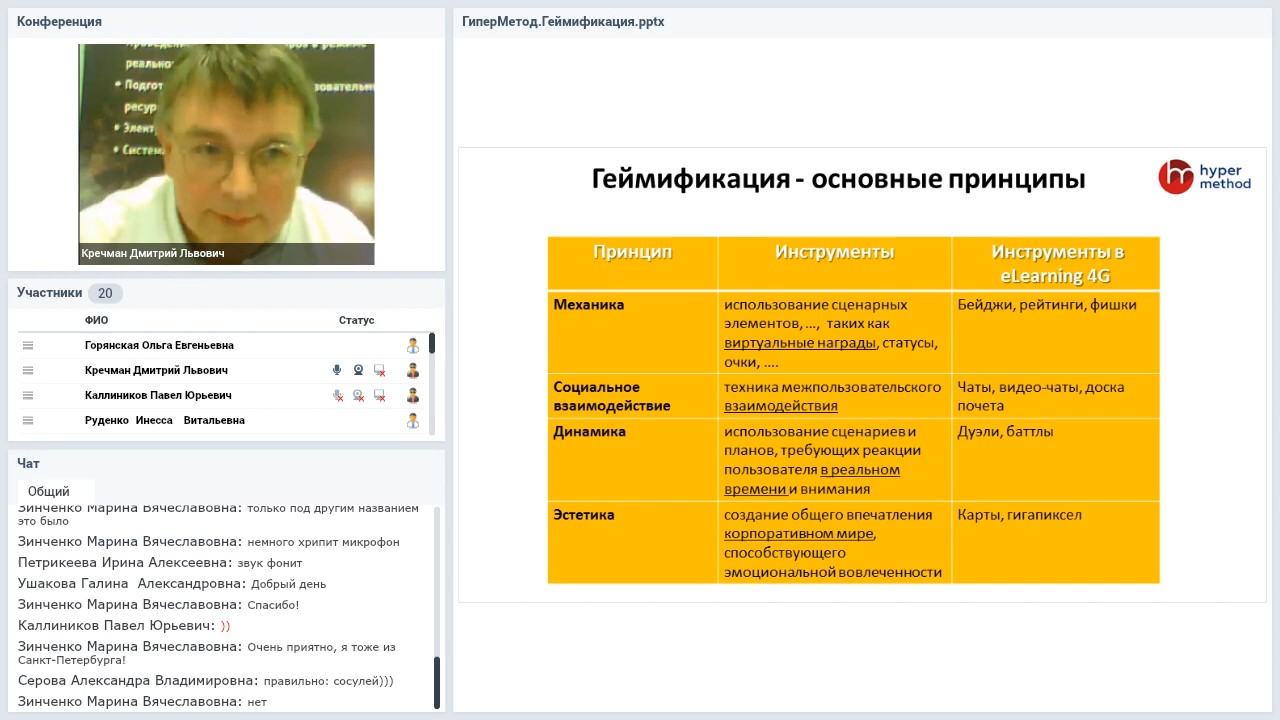 Конференция
реально
• Подгот
зовательны
ресур
• Элект
• Систем
Кречман Дмитрий Львович
Участники 20
ФИО Статус
Горянская Ольга Евгеньевна
Кречман Дмитрий Львович
Каллиников Павел Юрьевич
Руденко Инесса Витальевна
Чат
Общий
Зинченко Марина Вячеславовна: только под другим названием
это было
Зинченко Марина Вячеславовна: немного хрипит микрофон
Петрикеева Ирина Алексеевна: звук фонит
Ушакова Галина Александровна: Добрый день
Зинченко Марина Вячеславовна: Спасибо!
Каллиников Павел Юрьевич: ))
Зинченко Марина Вячеславовна: Очень приятно, я тоже из
Санкт-Петербурга!
Серова Александра Владимировна: правильно: сосулей)))
Зинченко Марина Вячеславовна: нет
ГиперМетод.Геймификация.pptx
Геймификация - основные принципы
hyper
method
Принцип
Инструменты
Инструменты в
eLearning 4G
Механика
использование сценарных
элементов, ..., таких как
виртуальные награды, статусы,
очки, ....
Бейджи, рейтинги, фишки
Социальное
взаимодействие
техника межпользовательского
взаимодействия
Чаты, видео-чаты, доска
почета
Динамика
использование сценариев и
планов, требующих реакции
пользователя в реальном
времени и внимания
Дуэли, баттлы
Эстетика
создание общего впечатления
корпоративном мире,
способствующего
эмоциональной вовлеченности
Карты, гигапиксел